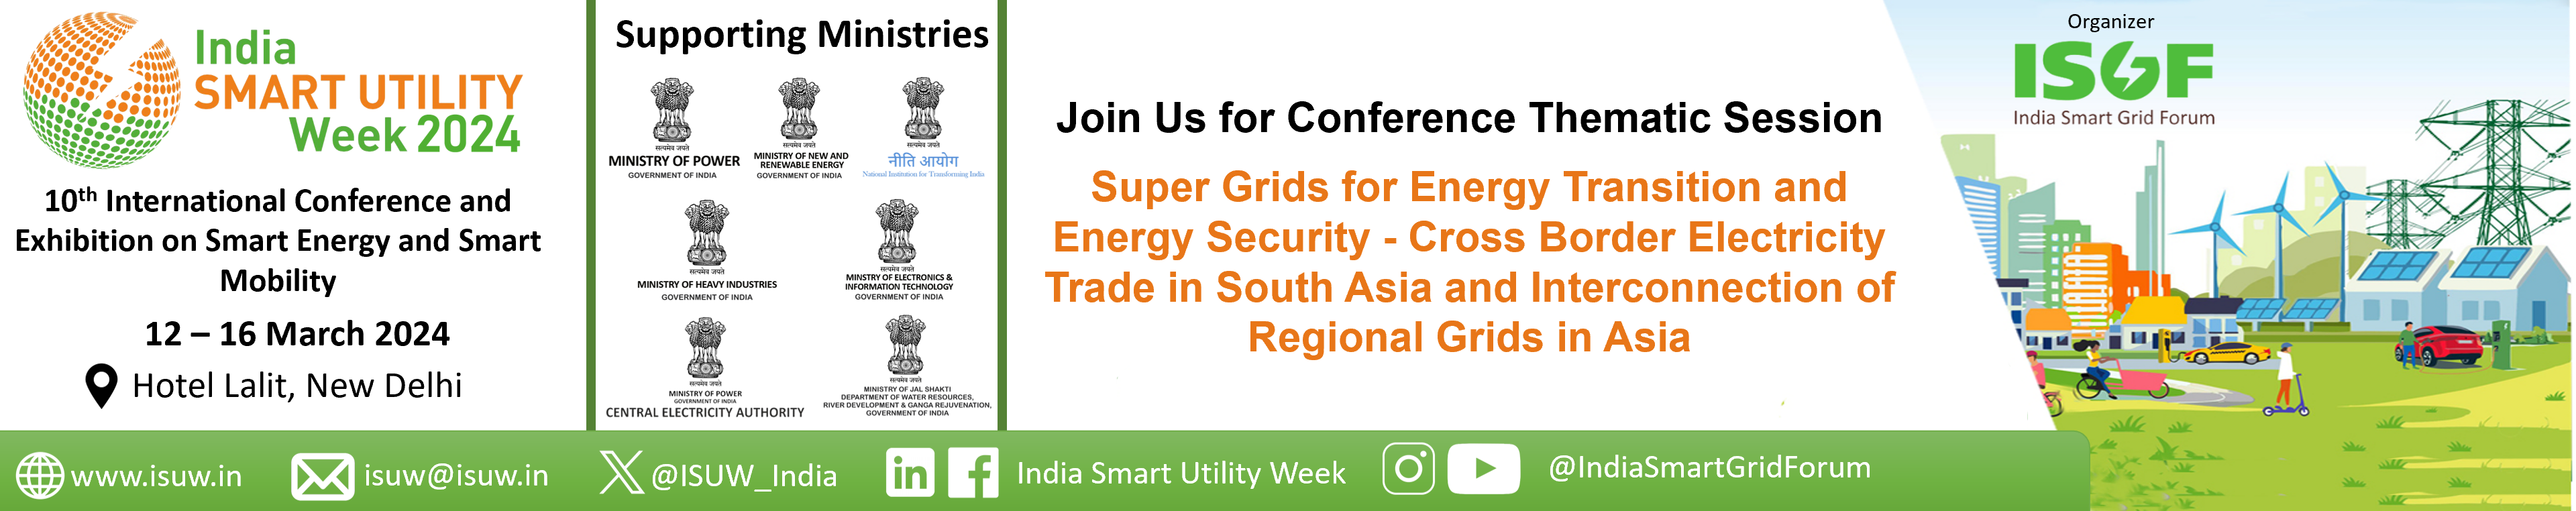 India
SMART UTILITY
Week 2024
10th International Conference and
Exhibition on Smart Energy and Smart
Mobility
12 – 16 March 2024
Hotel Lalit, New Delhi
Supporting Ministries
सत्यमेव जयते
MINISTRY OF POWER
GOVERNMENT OF INDIA
सत्यमेव जयते
MINISTRY OF NEW AND
RENEWABLE ENERGY
GOVERNMENT OF INDIA
सत्यमेव जयते
नीति आयोग
National Institution for Transforming India
सत्यमेव जयते
MINISTRY OF HEAVY INDUSTRIES
GOVERNMENT OF INDIA
सत्यमेव जयते
MINISTRY OF ELECTRONICS &
INFORMATION TECHNOLOGY
GOVERNMENT OF INDIA
सत्यमेव जयते
MINISTRY OF POWER
GOVERNMENT OF INDIA
CENTRAL ELECTRICITY AUTHORITY
सत्यमेव जयते
MINISTRY OF JAL SHAKTI
DEPARTMENT OF WATER RESOURCES,
RIVER DEVELOPMENT & GANGA REJUVENATION,
GOVERNMENT OF INDIA
Join Us for Conference Thematic Session
Super Grids for Energy Transition and
Energy Security - Cross Border Electricity
Trade in South Asia and Interconnection of
Regional Grids in Asia
Organizer
ISGF
India Smart Grid Forum
www.isuw.in
isuw@isuw.in
@ISUW_India
India Smart Utility Week
@IndiaSmartGridForum